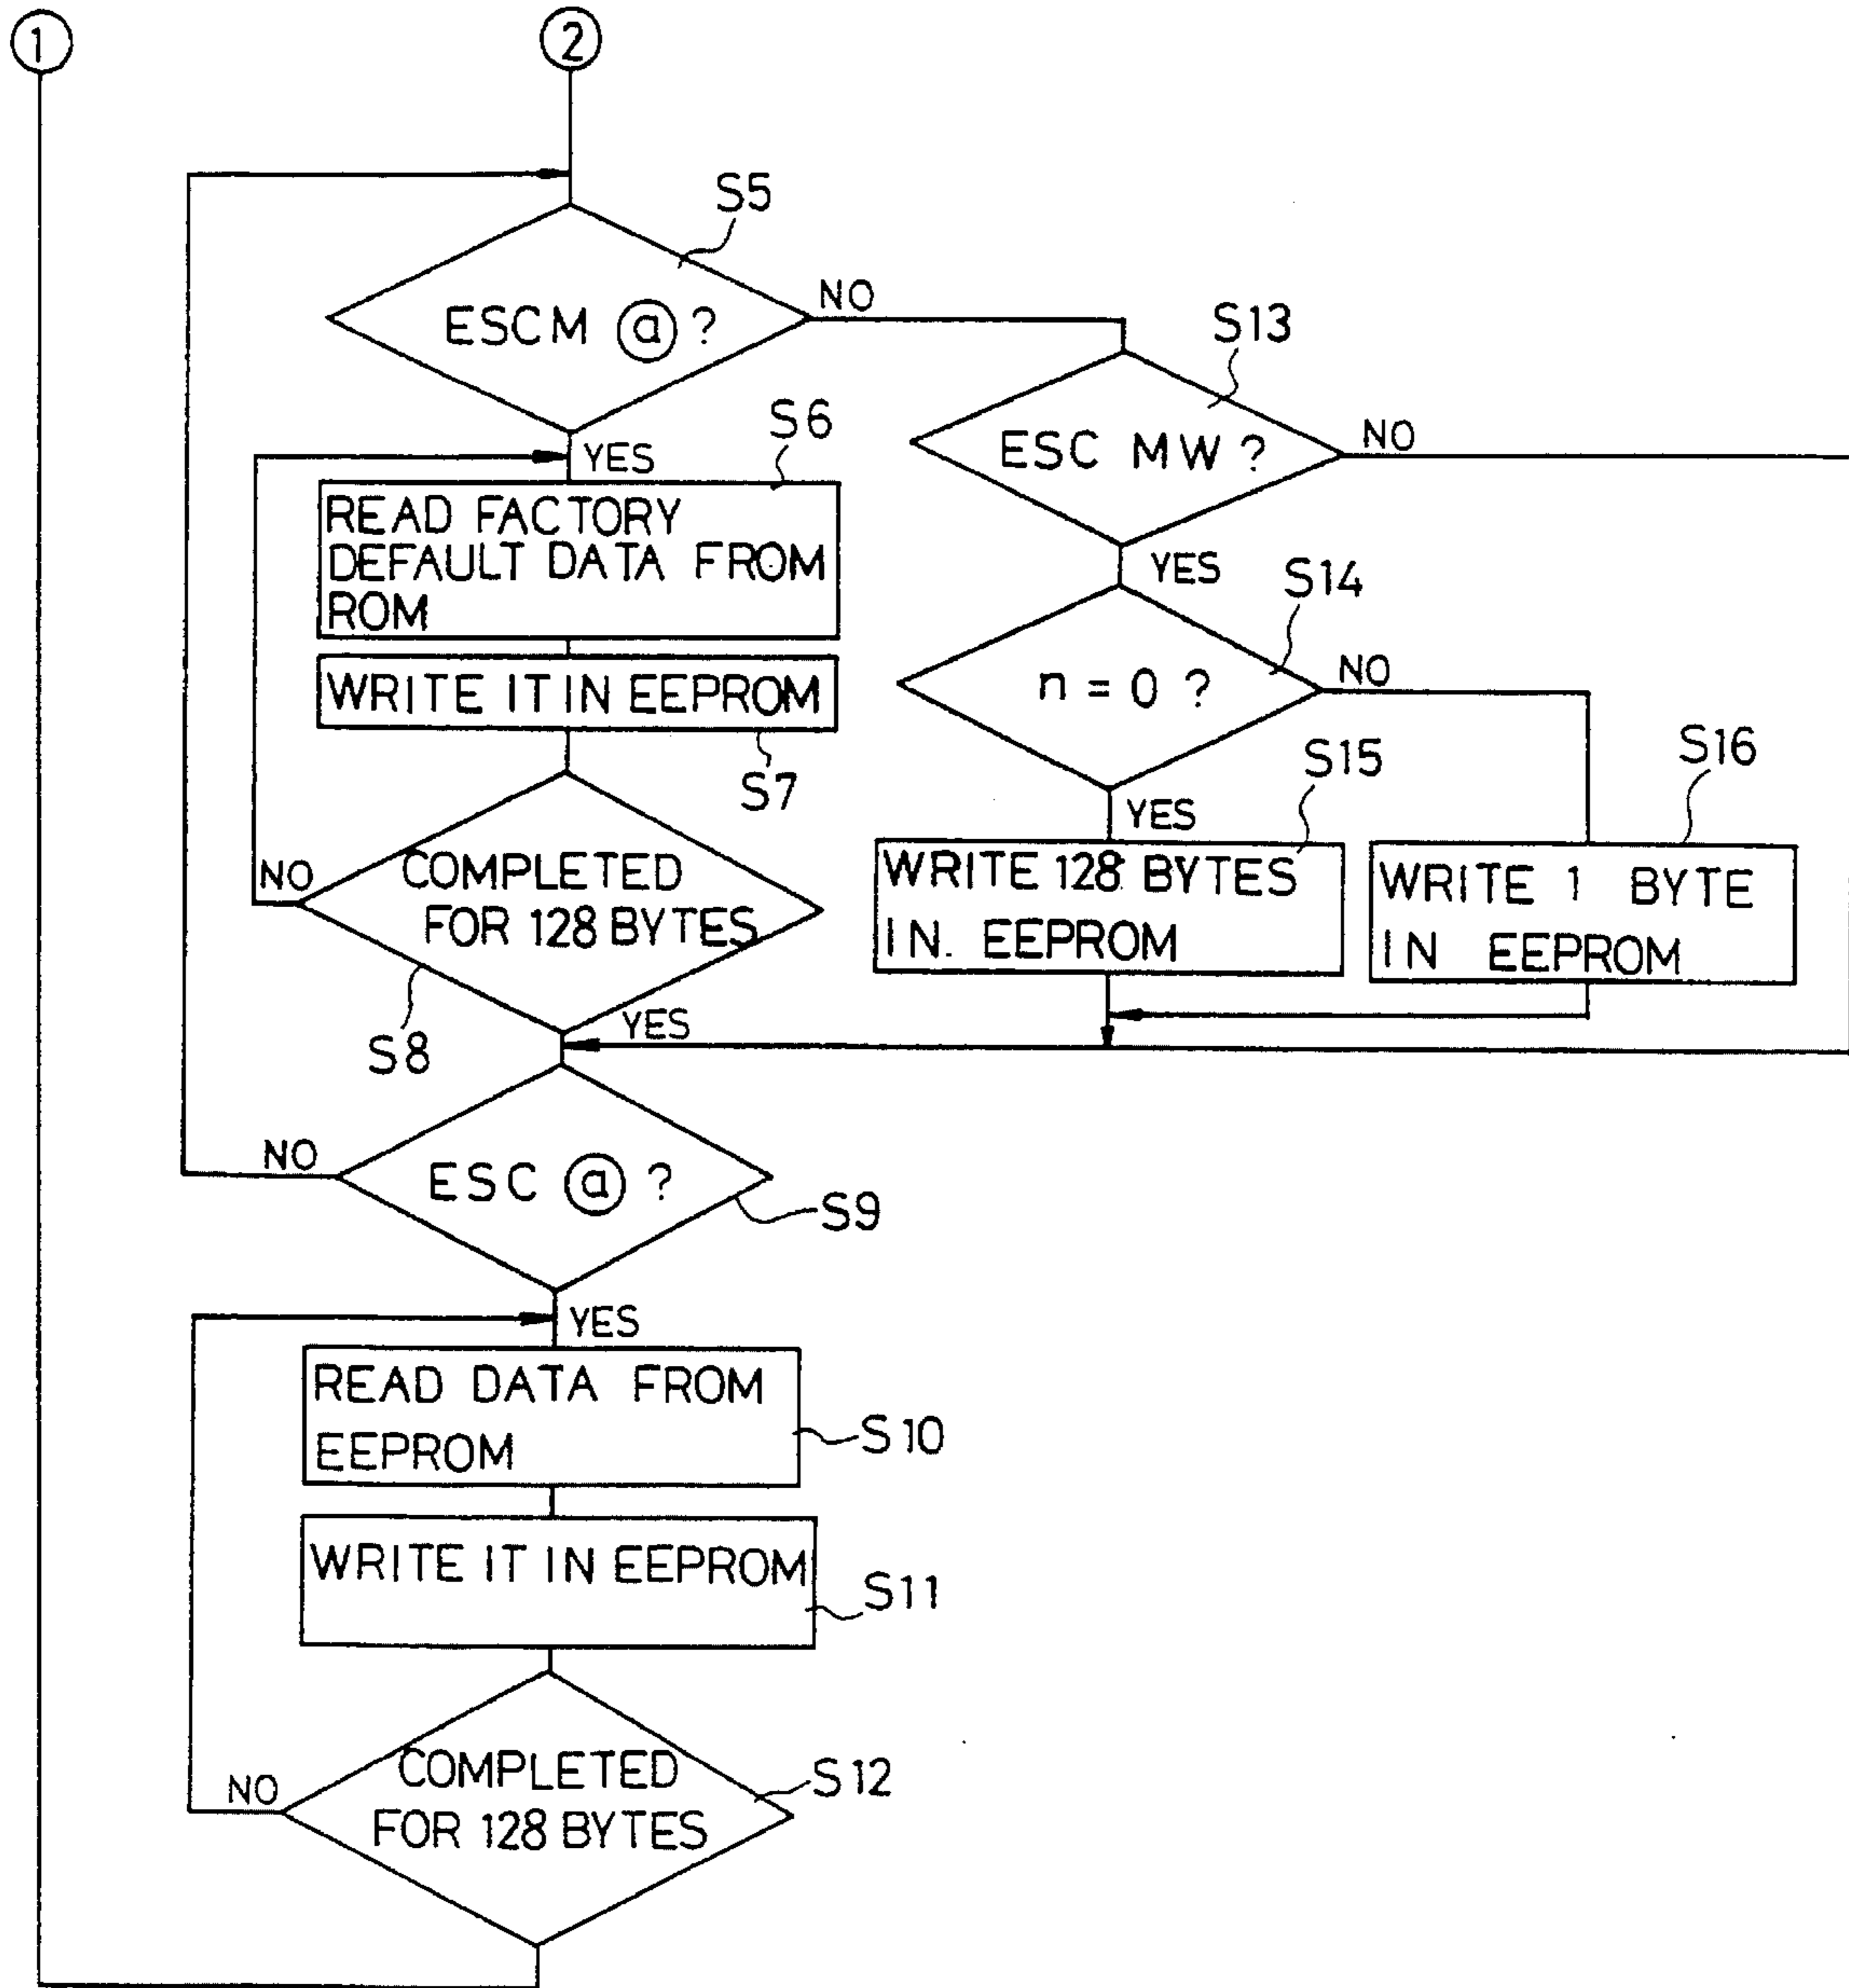 1
2
S5
ESCM @ ?
NO
S13
ESC MW ?
NO
S6
YES
READ FACTORY
DEFAULT DATA FROM
ROM
YES
S14
WRITE IT IN EEPROM
n = 0 ?
NO
S7
S15
S16
YES
COMPLETED
FOR 128 BYTES
NO
WRITE 128 BYTES
IN. EEPROM
WRITE 1 BYTE
IN EEPROM
S8
YES
ESC @ ?
NO
S9
YES
READ DATA FROM
EEPROM
S10
WRITE IT IN EEPROM
S11
COMPLETED
FOR 128 BYTES
NO
S12